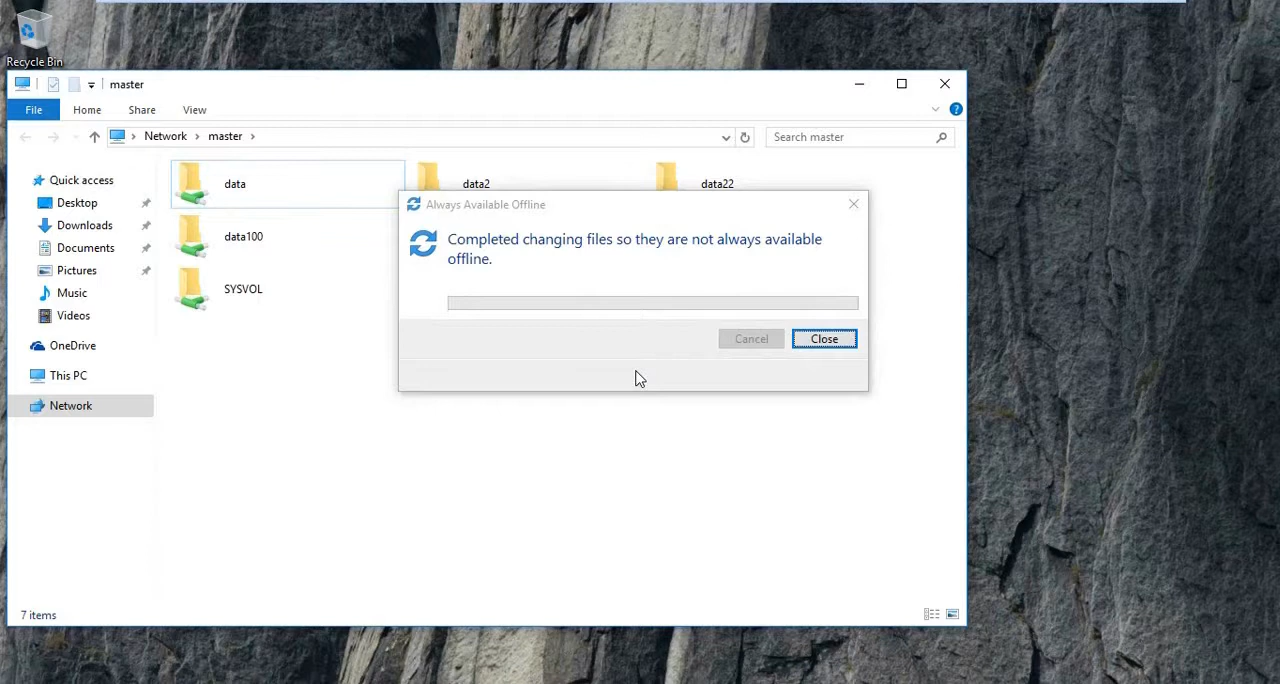 Recycle Bin
master
File
Home
Share
View
Network
master
Search master
Quick access
Desktop
Downloads
Documents
Pictures
Music
Videos
OneDrive
This PC
Network
data
data2
data22
data100
SYSVOL
Always Available Offline
Completed changing files so they are not always available
offline.
Cancel
Close
7 items